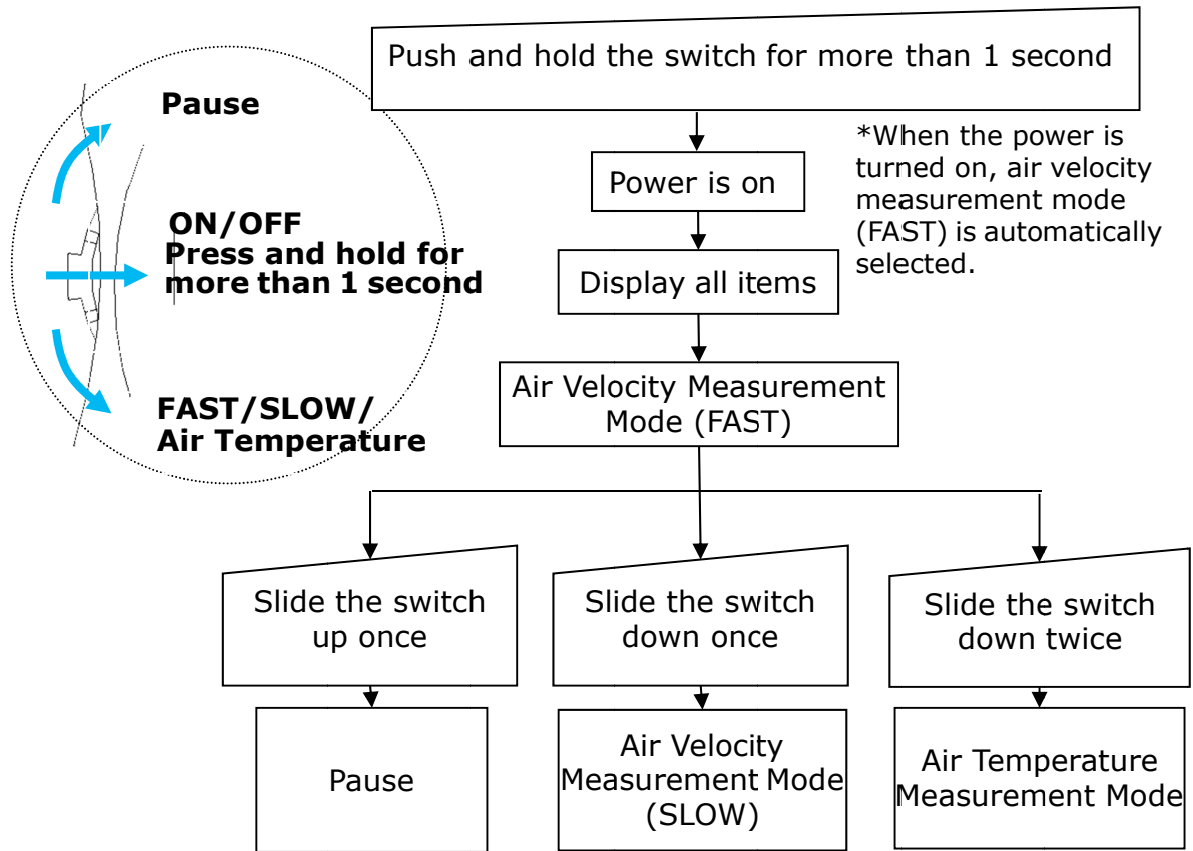 Push and hold the switch for more than 1 second
Pause
ON/OFF
Press and hold for
more than 1 second
FAST/SLOW/
Air Temperature
*When the power is
turned on, air velocity
measurement mode
(FAST) is automatically
selected.
Power is on
Display all items
Air Velocity Measurement
Mode (FAST)
Slide the switch
up once
Slide the switch
down once
Slide the switch
down twice
Pause
Air Velocity
Measurement Mode
(SLOW)
Air Temperature
Measurement Mode